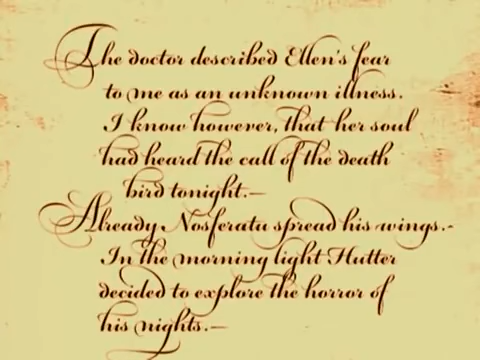 The doctor described Ellen's fear
to me as an unknown illness.
I know however, that her soul
had heard the call of the death
bird tonight.—
Already Nosferatu spread his wings.-
In the morning light Hutter
decided to explore the horror of
his nights.—